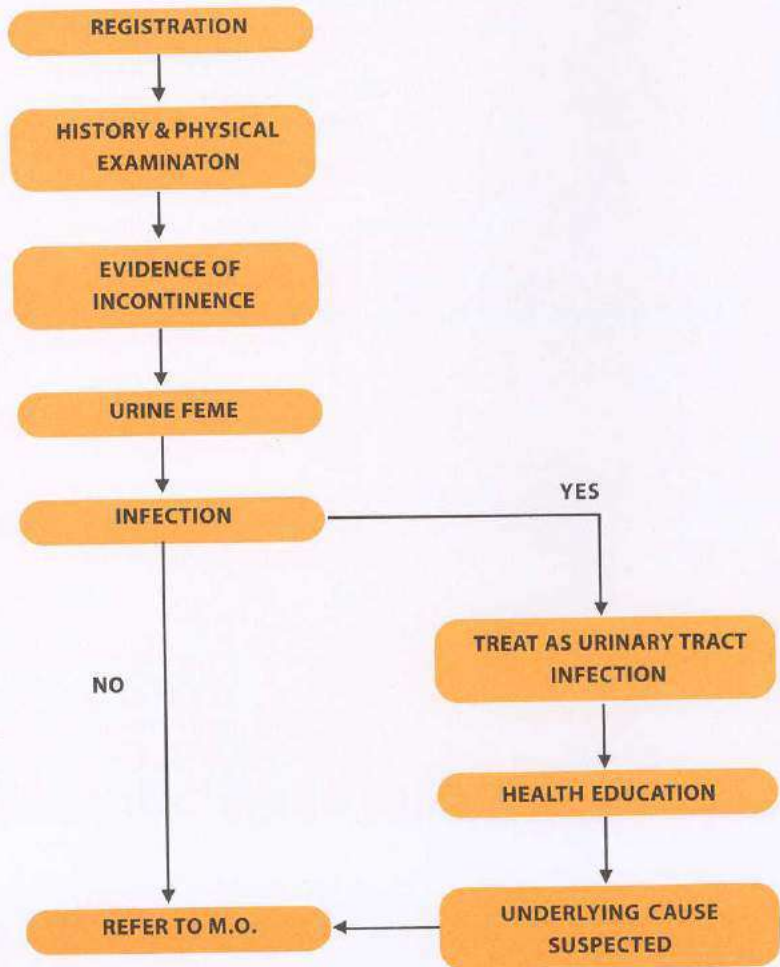 REGISTRATION
HISTORY & PHYSICAL
EXAMINATON
EVIDENCE OF
INCONTINENCE
URINE FEME
INFECTION
YES
NO
TREAT AS URINARY TRACT
INFECTION
HEALTH EDUCATION
UNDERLYING CAUSE
SUSPECTED
REFER TO M.O.